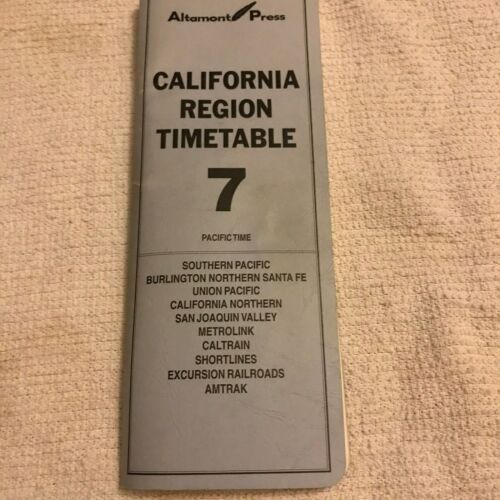 Altamont Press
CALIFORNIA
REGION
TIMETABLE
7
PACIFIC TIME
SOUTHERN PACIFIC
BURLINGTON NORTHERN SANTA FE
UNION PACIFIC
CALIFORNIA NORTHERN
SAN JOAQUIN VALLEY
METROLINK
CALTRAIN
SHORTLINES
EXCURSION RAILROADS
AMTRAK